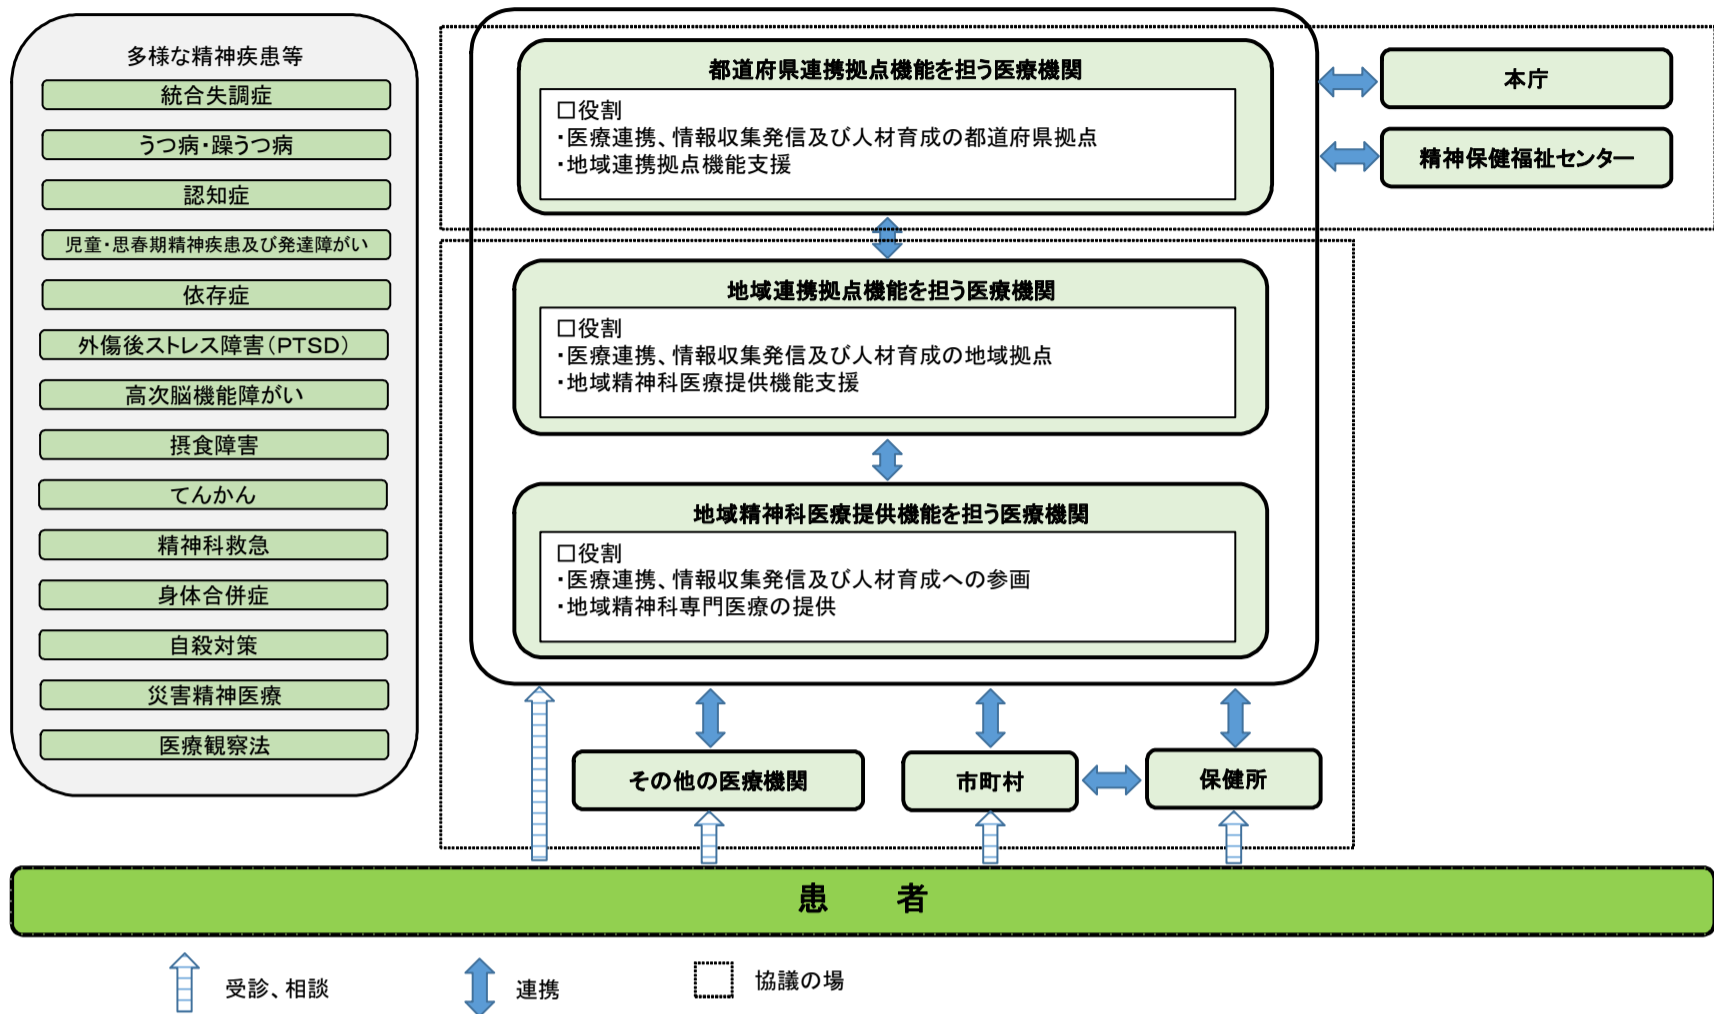 多様な精神疾患等
統合失調症
うつ病・躁うつ病
認知症
児童・思春期精神疾患及び発達障がい
依存症
外傷後ストレス障害(PTSD)
高次脳機能障がい
摂食障害
てんかん
精神科救急
身体合併症
自殺対策
災害精神医療
医療観察法
都道府県連携拠点機能を担う医療機関
□役割
・医療連携、情報収集発信及び人材育成の都道府県拠点
・地域連携拠点機能支援
本庁
精神保健福祉センター
地域連携拠点機能を担う医療機関
□役割
・医療連携、情報収集発信及び人材育成の地域拠点
・地域精神科医療提供機能支援
地域精神科医療提供機能を担う医療機関
□役割
・医療連携、情報収集発信及び人材育成への参画
・地域精神科専門医療の提供
その他の医療機関
市町村
保健所
患　者
受診、相談
連携
協議の場